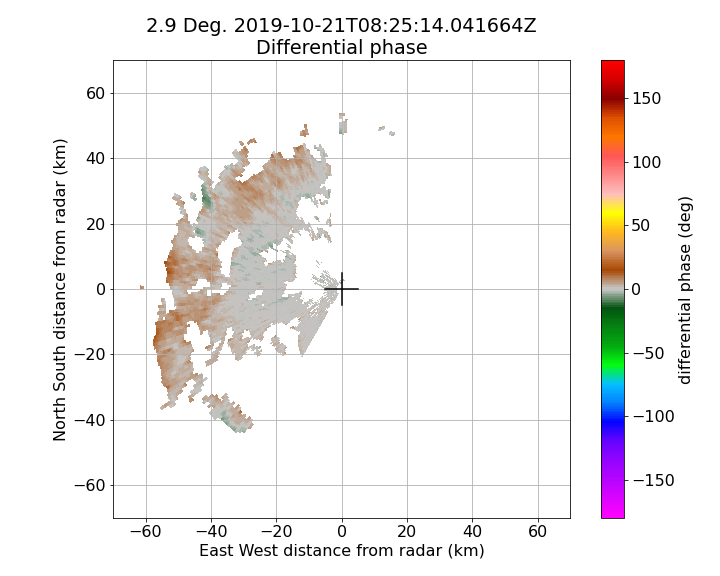 2.9 Deg. 2019-10-21T08:25:14.041664Z
Differential phase
North South distance from radar (km)
60
40
20
0
−20
−40
−60
−60 −40 −20 0 20 40 60
East West distance from radar (km)
150
100
50
0
−50
−100
−150
differential phase (deg)